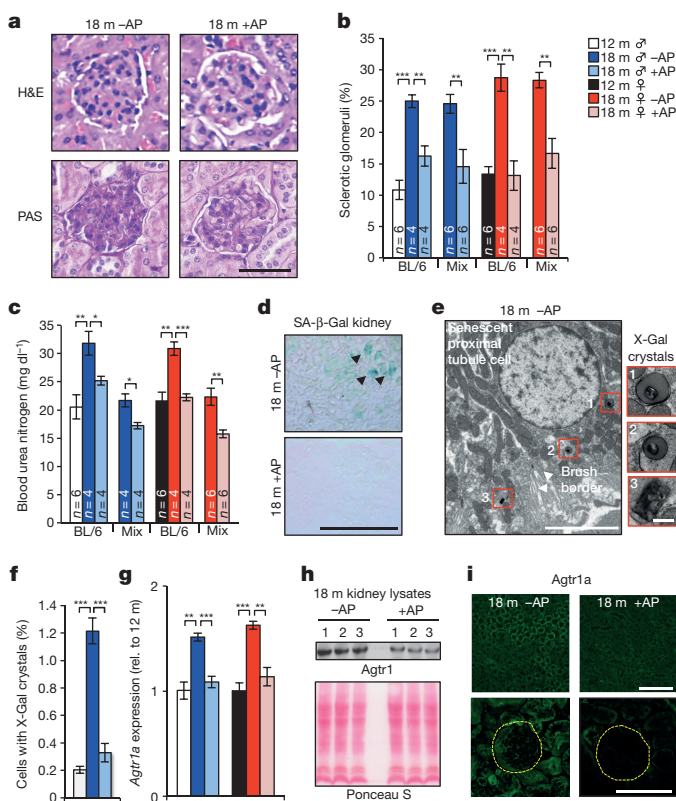 a
18 m –AP
18 m +AP
H&E
PAS
b
Sclerotic glomeruli (%)
35
30
25
20
15
10
5
0
*** **
**
*** **
**
n = 6
n = 4
n = 4
n = 6
n = 6
n = 6
n = 4
n = 4
n = 6
n = 6
BL/6
Mix
BL/6
Mix
12 m ♂
18 m ♂ –AP
18 m ♂ +AP
12 m ♀
18 m ♀ –AP
18 m ♀ +AP
c
Blood urea nitrogen (mg dl⁻¹)
35
30
25
20
15
10
5
0
** *
*
** ***
**
n = 6
n = 4
n = 4
n = 6
n = 4
n = 6
n = 4
n = 4
n = 6
n = 6
BL/6
Mix
BL/6
Mix
d
SA-β-Gal kidney
18 m –AP
18 m +AP
e
18 m –AP
Senescent
proximal
tubule cell
1
2
3
Brush
border
X-Gal
crystals
1
2
3
f
Cells with X-Gal crystals (%)
*** ***
1.4
1.2
1.0
0.8
0.6
0.4
0.2
0
g
Agtr1a expression (rel. to 12 m)
2
1
0
** ***
*** **
h
18 m kidney lysates
–AP +AP
1 2 3 1 2 3
Agtr1
Ponceau S
i
Agtr1a
18 m –AP
18 m +AP